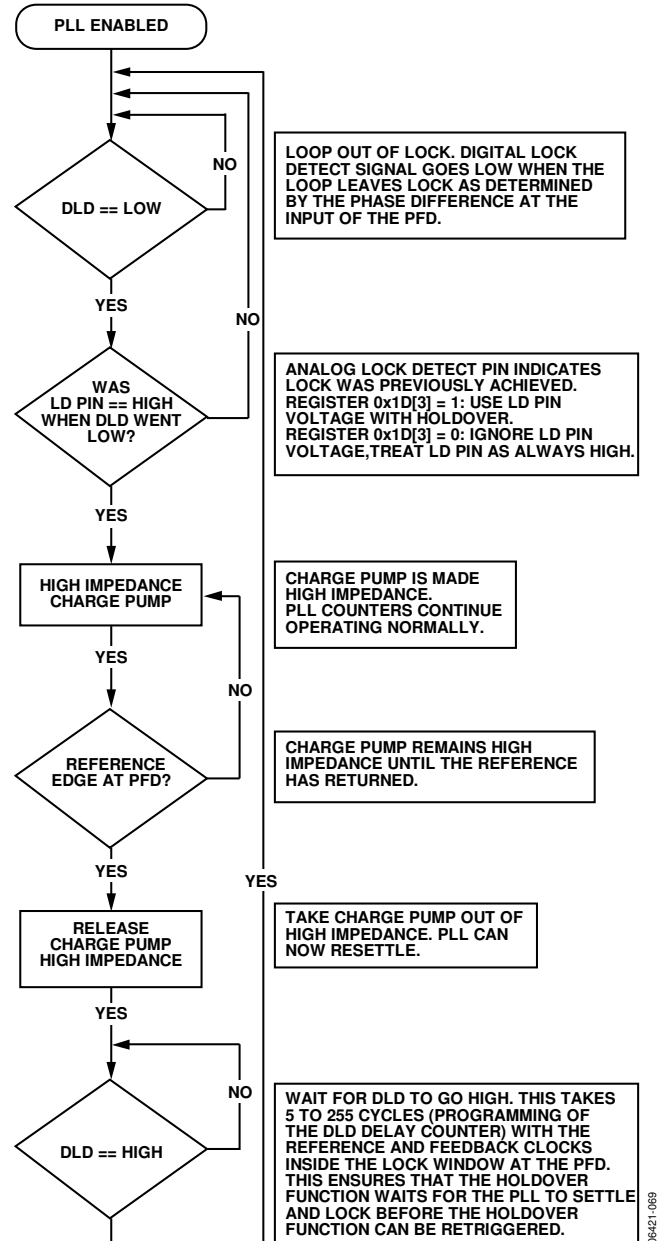 PLL ENABLED
NO
DLD == LOW
LOOP OUT OF LOCK. DIGITAL LOCK
DETECT SIGNAL GOES LOW WHEN THE
LOOP LEAVES LOCK AS DETERMINED
BY THE PHASE DIFFERENCE AT THE
INPUT OF THE PFD.
YES
NO
WAS
LD PIN == HIGH
WHEN DLD WENT
LOW?
ANALOG LOCK DETECT PIN INDICATES
LOCK WAS PREVIOUSLY ACHIEVED.
REGISTER 0x1D[3] = 1: USE LD PIN
VOLTAGE WITH HOLDOVER.
REGISTER 0x1D[3] = 0: IGNORE LD PIN
VOLTAGE,TREAT LD PIN AS ALWAYS HIGH.
YES
HIGH IMPEDANCE
CHARGE PUMP
CHARGE PUMP IS MADE
HIGH IMPEDANCE.
PLL COUNTERS CONTINUE
OPERATING NORMALLY.
YES
NO
REFERENCE
EDGE AT PFD?
CHARGE PUMP REMAINS HIGH
IMPEDANCE UNTIL THE REFERENCE
HAS RETURNED.
YES
YES
RELEASE
CHARGE PUMP
HIGH IMPEDANCE
TAKE CHARGE PUMP OUT OF
HIGH IMPEDANCE. PLL CAN
NOW RESETTLE.
YES
NO
DLD == HIGH
WAIT FOR DLD TO GO HIGH. THIS TAKES
5 TO 255 CYCLES (PROGRAMMING OF
THE DLD DELAY COUNTER) WITH THE
REFERENCE AND FEEDBACK CLOCKS
INSIDE THE LOCK WINDOW AT THE PFD.
THIS ENSURES THAT THE HOLDOVER
FUNCTION WAITS FOR THE PLL TO SETTLE
AND LOCK BEFORE THE HOLDOVER
FUNCTION CAN BE RETRIGGERED.
06421-069